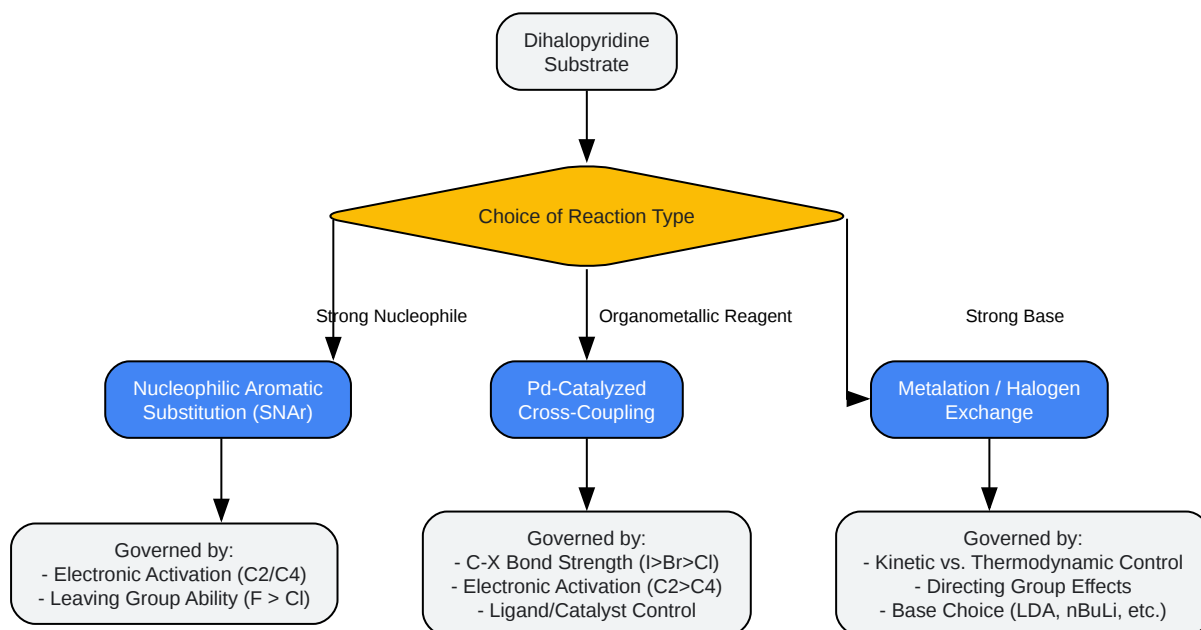 Dihalopyridine
Substrate
Choice of Reaction Type
Strong Nucleophile
Organometallic Reagent
Strong Base
Nucleophilic Aromatic
Substitution (SNAr)
Pd-Catalyzed
Cross-Coupling
Metalation / Halogen
Exchange
Governed by:
- Electronic Activation (C2/C4)
- Leaving Group Ability (F > Cl)
Governed by:
- C-X Bond Strength (I>Br>Cl)
- Electronic Activation (C2>C4)
- Ligand/Catalyst Control
Governed by:
- Kinetic vs. Thermodynamic Control
- Directing Group Effects
- Base Choice (LDA, nBuLi, etc.)